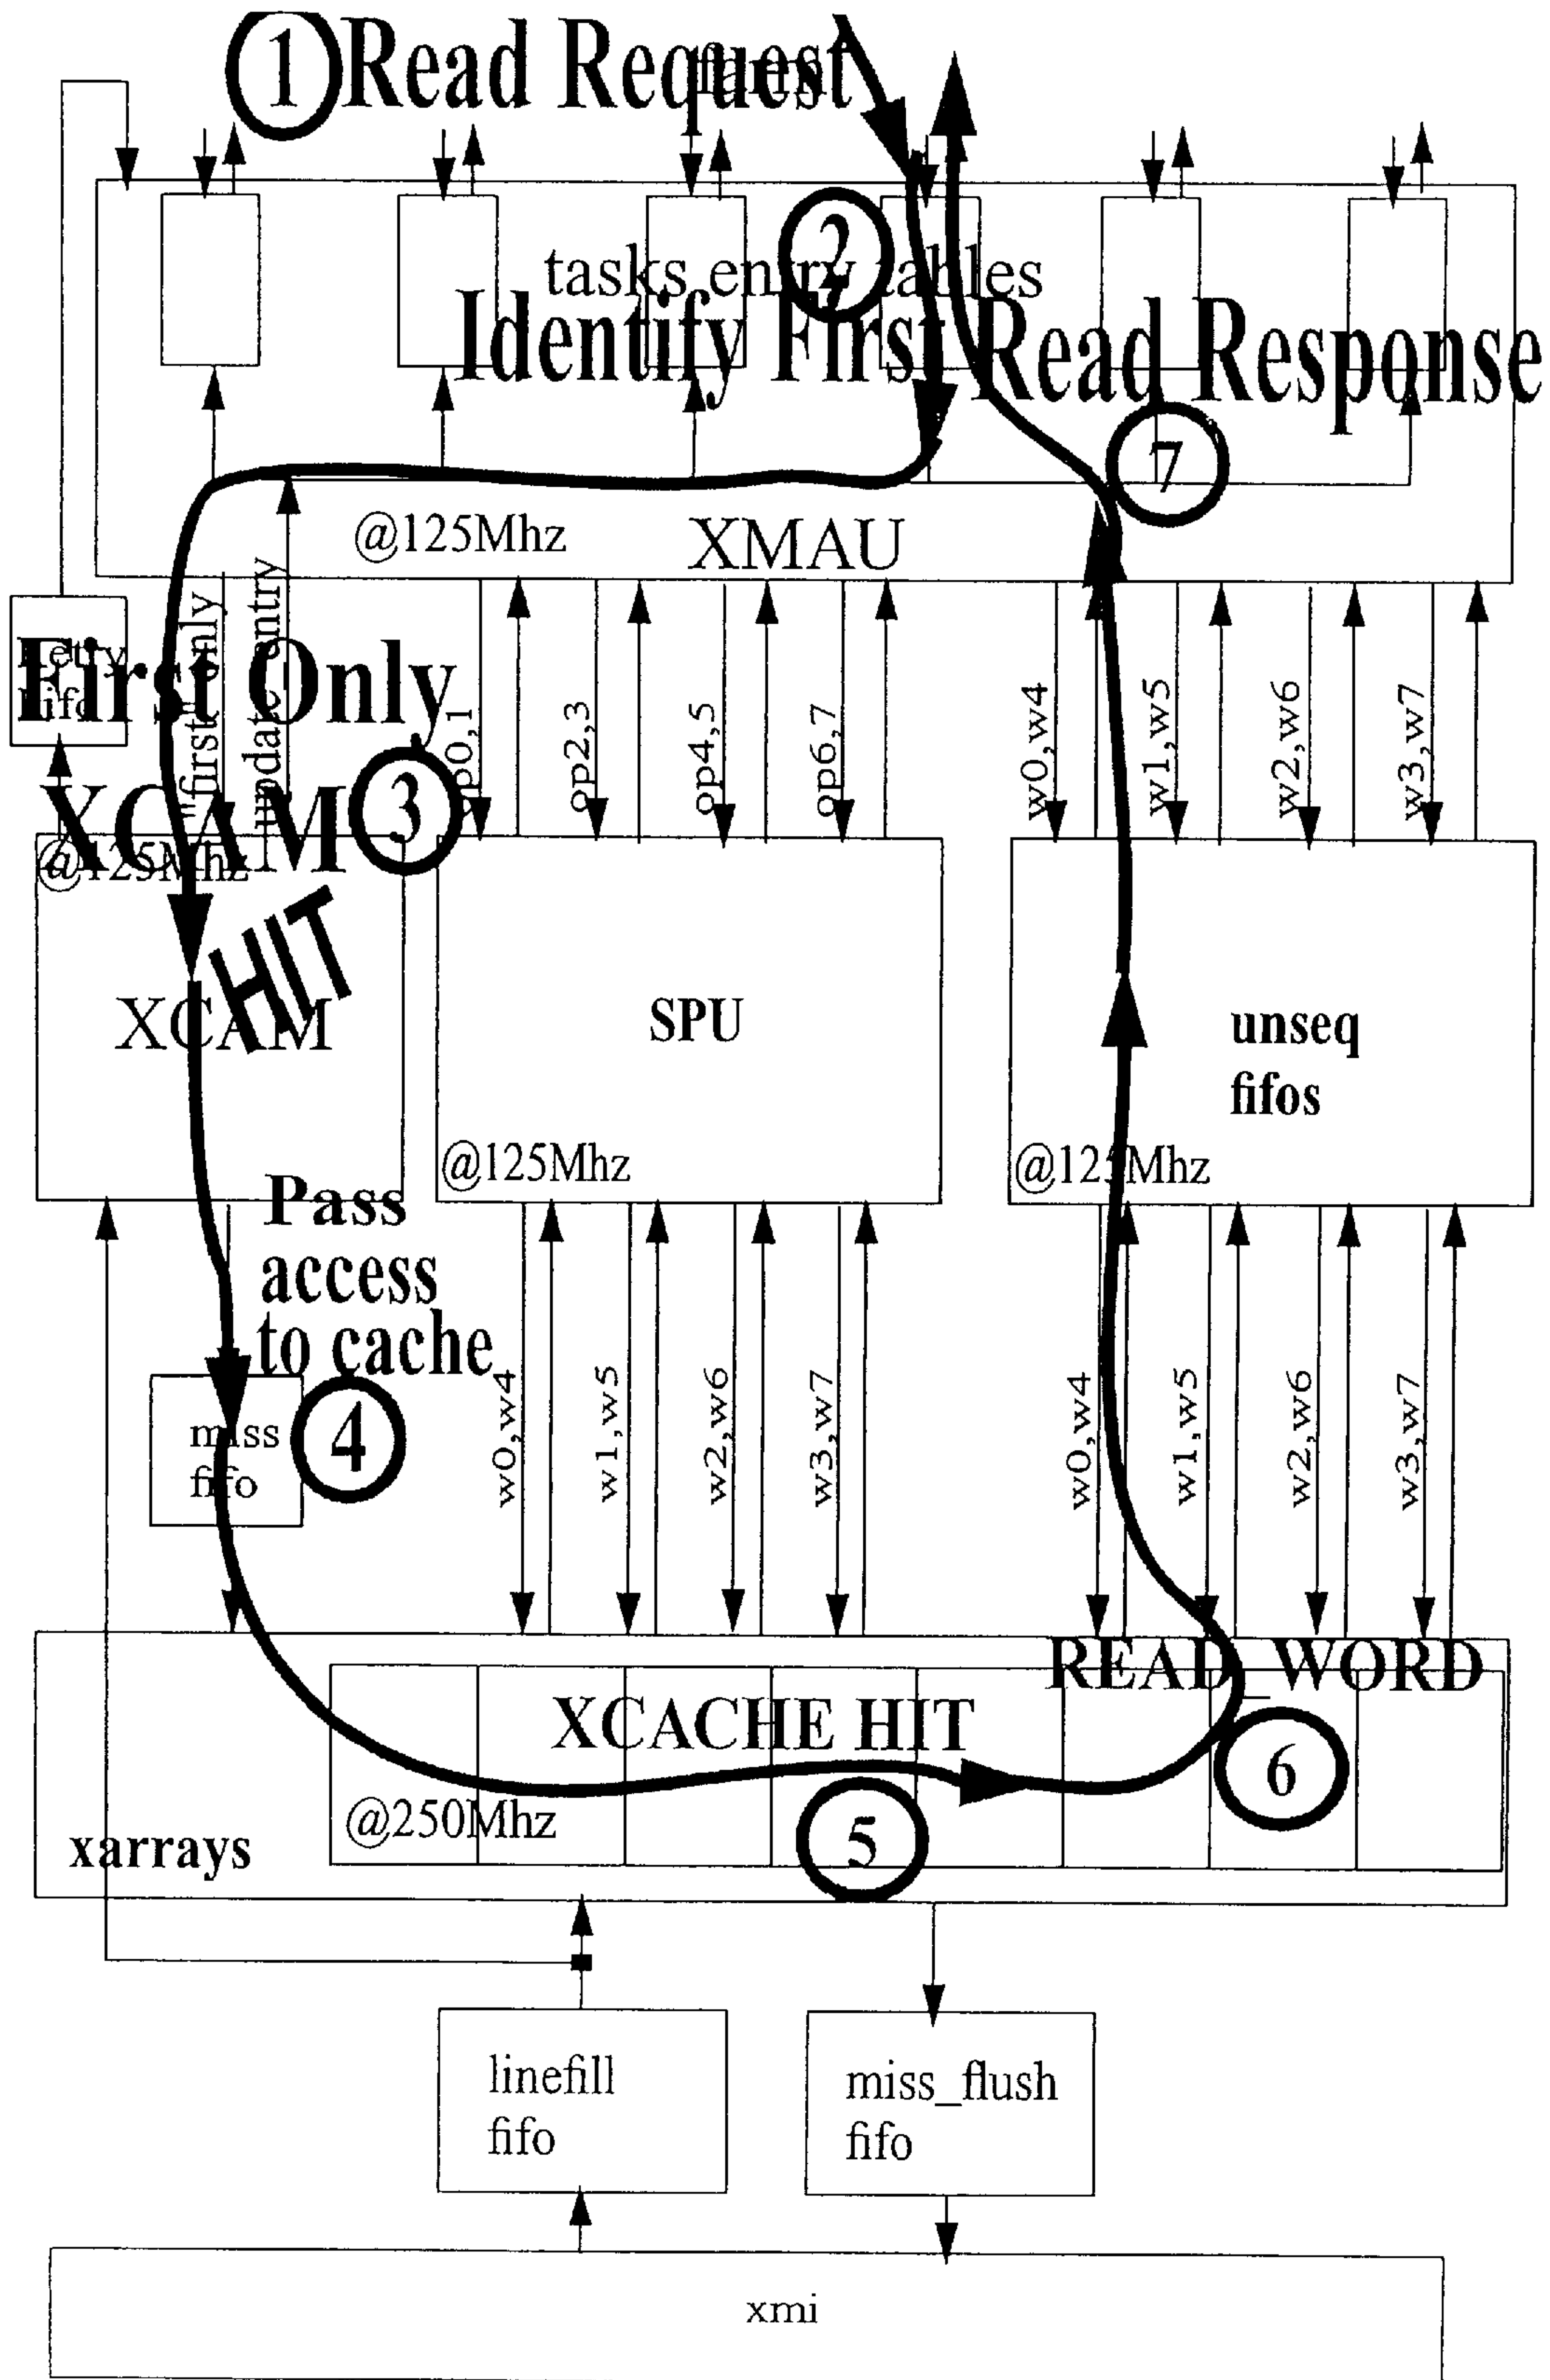 1 Read Request
2
tasks entry tables
Identify First Read Response
7
@125Mhz XMAU
"first" only
update entry
Retry
Fifo
First Only
op0,1
op2,3
op4,5
op6,7
w0,w4
w1,w5
w2,w6
w3,w7
XCAM 3
@125Mhz
HIT
XCAM
SPU
unseq
fifos
@125Mhz
@125Mhz
Pass
access
to cache
miss
fifo
4
w0,w4
w1,w5
w2,w6
w3,w7
w0,w4
w1,w5
w2,w6
w3,w7
READ_WORD
XCACHE HIT
6
@250Mhz
5
xarrays
linefill
fifo
miss_flush
fifo
xmi